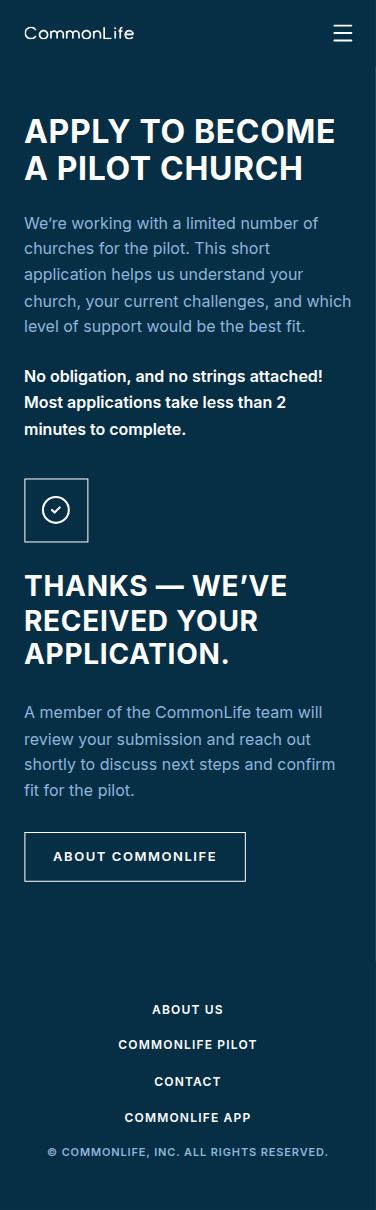 CommonLife
APPLY TO BECOME
A PILOT CHURCH
We’re working with a limited number of
churches for the pilot. This short
application helps us understand your
church, your current challenges, and which
level of support would be the best fit.
No obligation, and no strings attached!
Most applications take less than 2
minutes to complete.
THANKS — WE’VE
RECEIVED YOUR
APPLICATION.
A member of the CommonLife team will
review your submission and reach out
shortly to discuss next steps and confirm
fit for the pilot.
ABOUT COMMONLIFE
ABOUT US
COMMONLIFE PILOT
CONTACT
COMMONLIFE APP
© COMMONLIFE, INC. ALL RIGHTS RESERVED.